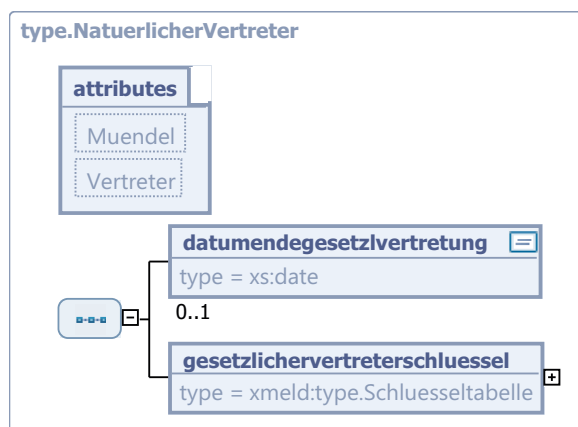 type.NatuerlicherVertreter
attributes
Muendel
Vertreter
datumendegesetzlvertretung
type = xs:date
0..1
gesetzlichervertreterschluessel
type = xmeld:type.Schluesseltabelle